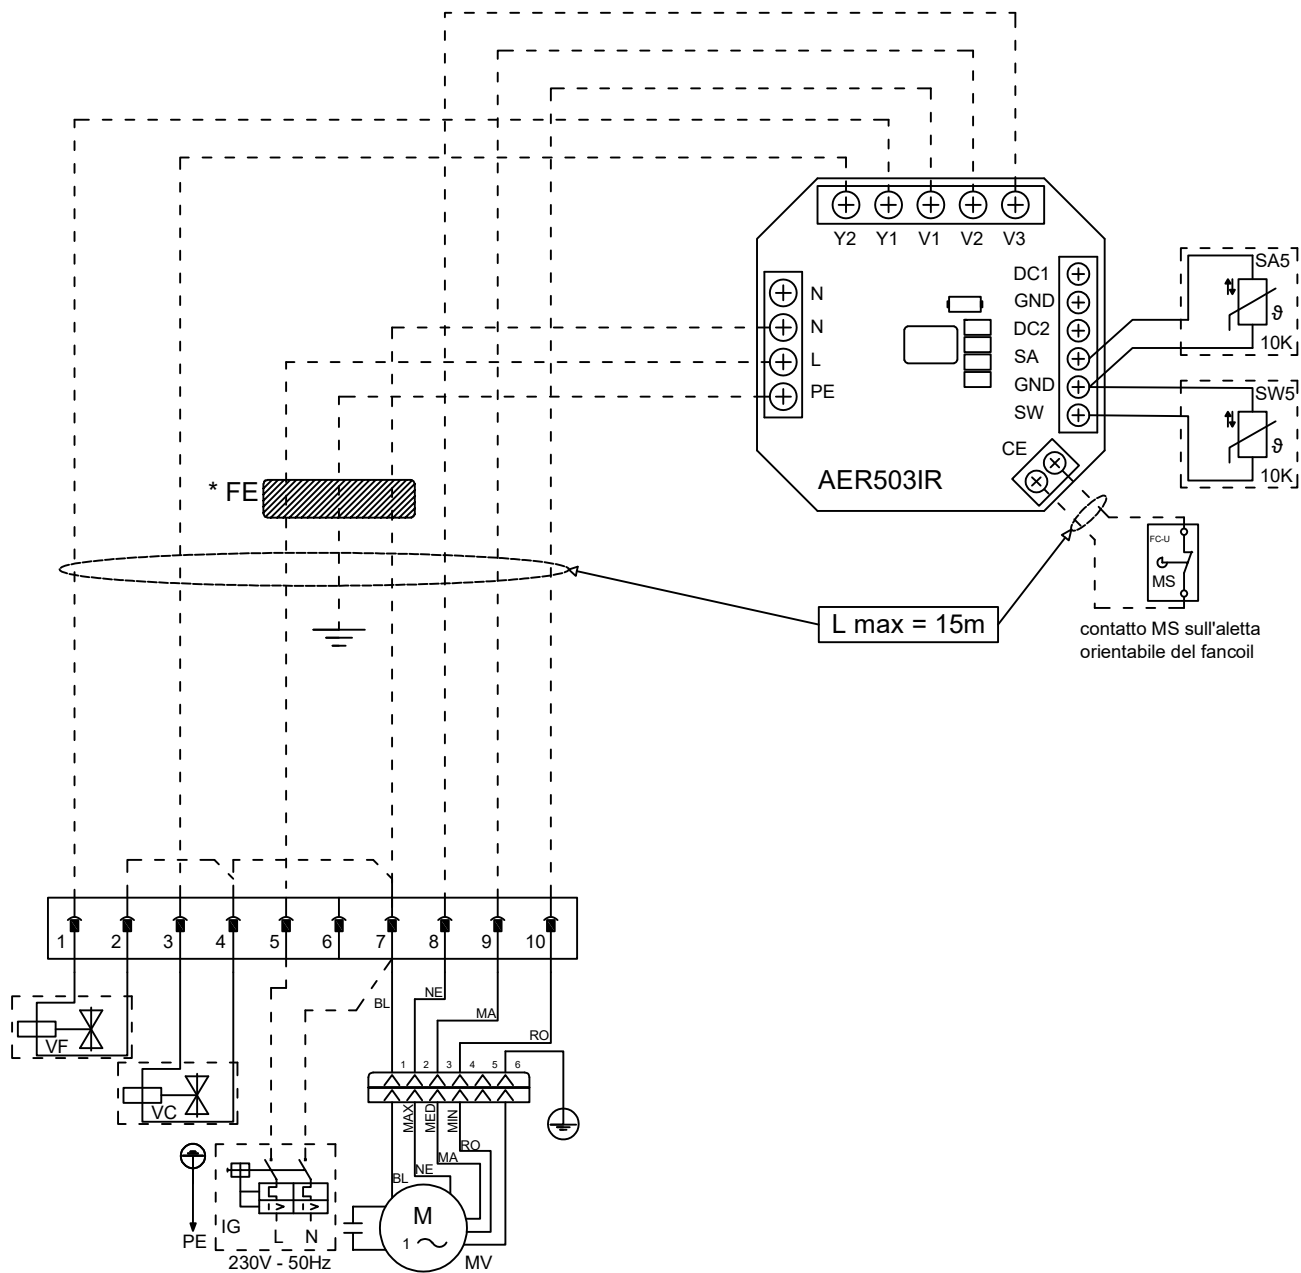 Y2 Y1 V1 V2 V3
N
N
L
PE
DC1
GND
DC2
SA
GND
SW
CE
AER503IR
SA5
ϑ
10K
SW5
ϑ
10K
* FE
FC-U
MS
L max = 15m
contatto MS sull'aletta
orientabile del fancoil
1 2 3 4 5 6 7 8 9 10
BL NE MA RO
VF
VC
1 2 3 4 5 6
MAX MED MIN
BL NE MA RO
PE
IG
L N
230V - 50Hz
M
1
MV